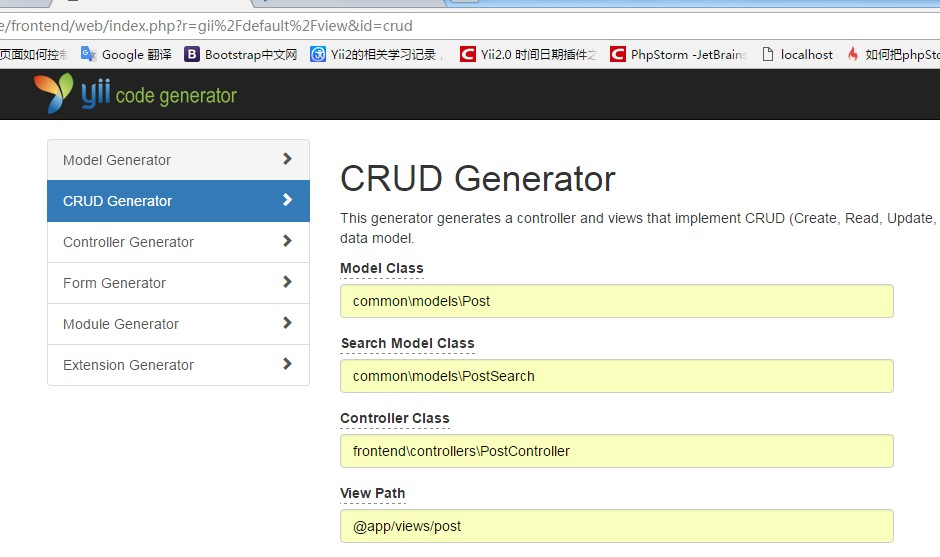 e/frontend/web/index.php?r=gii%2Fdefault%2Fview&id=crud
页面如何控制 Google 翻译 Bootstrap中文网 Yii2的相关学习记录， Yii2.0 时间日期插件之 PhpStorm -JetBrains localhost 如何把phpSto
yii code generator
Model Generator
CRUD Generator
Controller Generator
Form Generator
Module Generator
Extension Generator
CRUD Generator
This generator generates a controller and views that implement CRUD (Create, Read, Update,
data model.
Model Class
common\models\Post
Search Model Class
common\models\PostSearch
Controller Class
frontend\controllers\PostController
View Path
@app/views/post